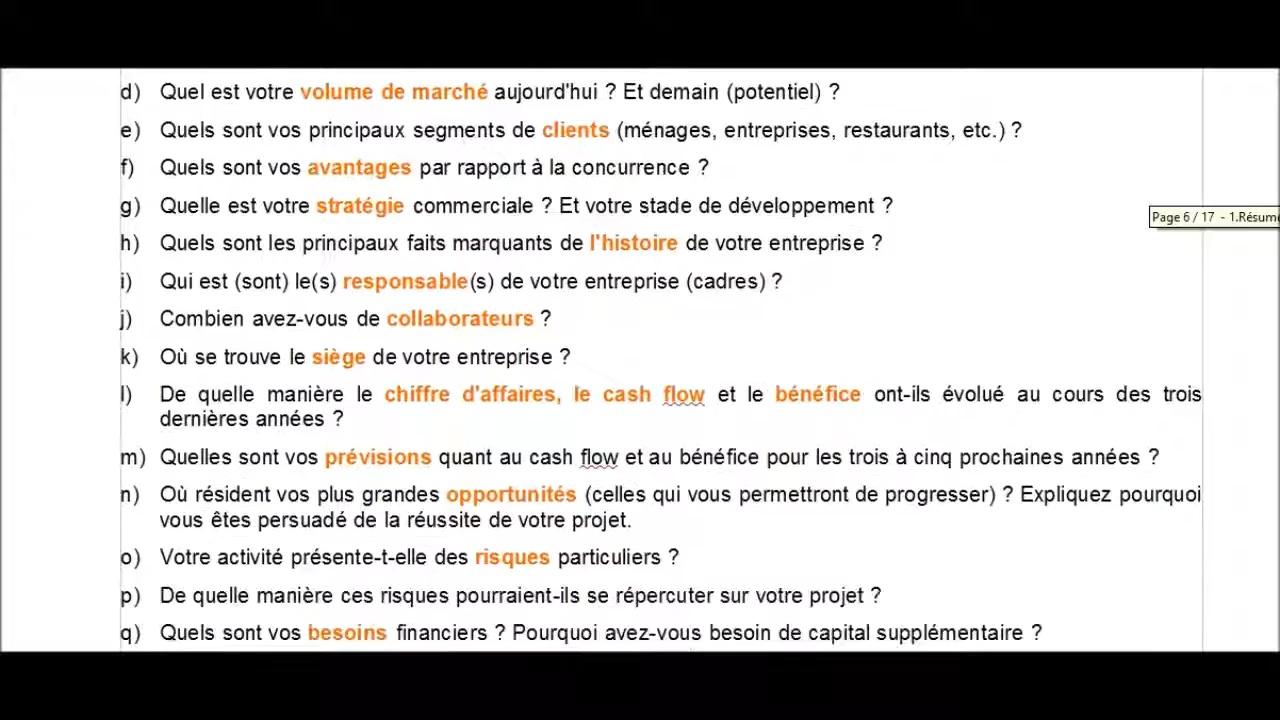 d) Quel est votre volume de marché aujourd'hui ? Et demain (potentiel) ?
e) Quels sont vos principaux segments de clients (ménages, entreprises, restaurants, etc.) ?
f) Quels sont vos avantages par rapport à la concurrence ?
g) Quelle est votre stratégie commerciale ? Et votre stade de développement ?
Page 6 / 17 - 1.Résumé
h) Quels sont les principaux faits marquants de l'histoire de votre entreprise ?
i) Qui est (sont) le(s) responsable(s) de votre entreprise (cadres) ?
j) Combien avez-vous de collaborateurs ?
k) Où se trouve le siège de votre entreprise ?
l) De quelle manière le chiffre d'affaires, le cash flow et le bénéfice ont-ils évolué au cours des trois
dernières années ?
m) Quelles sont vos prévisions quant au cash flow et au bénéfice pour les trois à cinq prochaines années ?
n) Où résident vos plus grandes opportunités (celles qui vous permettront de progresser) ? Expliquez pourquoi
vous êtes persuadé de la réussite de votre projet.
o) Votre activité présente-t-elle des risques particuliers ?
p) De quelle manière ces risques pourraient-ils se répercuter sur votre projet ?
q) Quels sont vos besoins financiers ? Pourquoi avez-vous besoin de capital supplémentaire ?